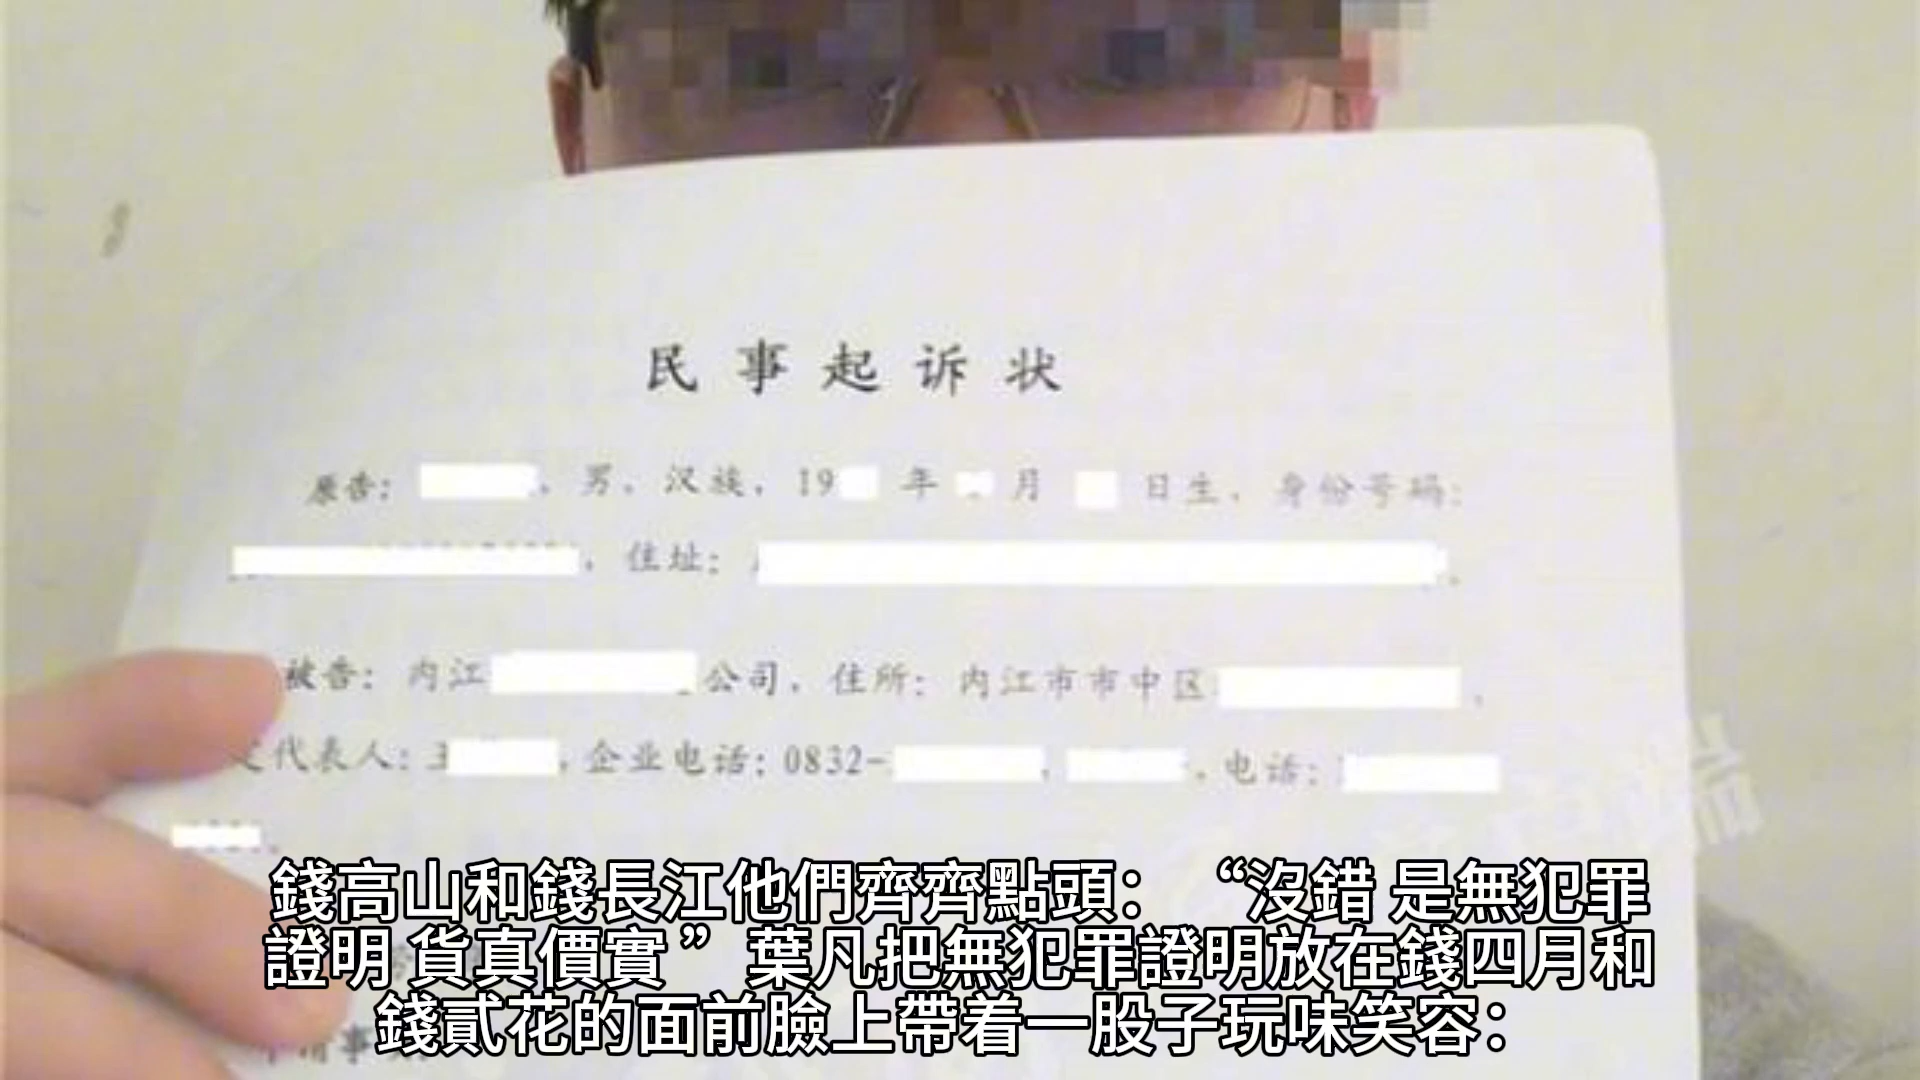 民事起诉状
原告： 、男，汉族，19 年 月 日生，身份号码：
，住址： 。
被告：内江 公司，住所：内江市市中区 。
代表人：王 ，企业电话：0832- ，电话：
錢高山和錢長江他們齊齊點頭：“沒錯 是無犯罪
證明 貨真價實 ” 葉凡把無犯罪證明放在錢四月和
錢貳花的面前臉上帶着一股子玩味笑容：